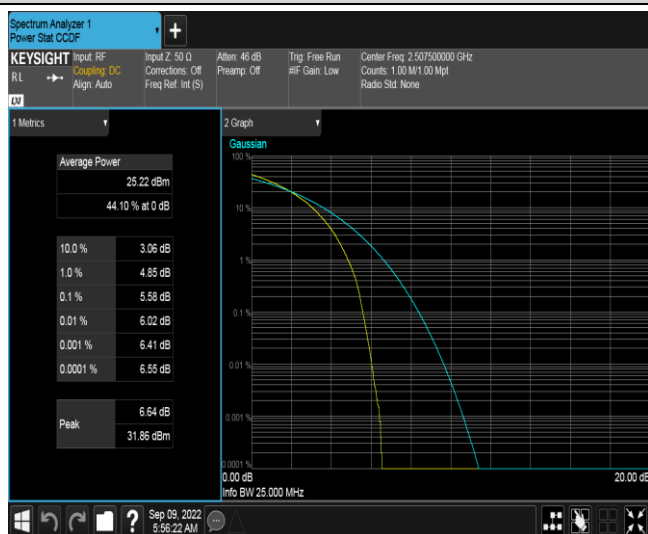 Spectrum Analyzer 1
Power Stat CCDF
KEYSIGHT
RL
LXI
Input: RF
Coupling: DC
Align: Auto
Input Z: 50 Ω
Corrections: Off
Freq Ref: Int (S)
Atten: 46 dB
Preamp: Off
Trig: Free Run
#IF Gain: Low
Center Freq: 2.507500000 GHz
Counts: 1.00 M/1.00 Mpt
Radio Std: None
1 Metrics
Average Power
25.22 dBm
44.10 % at 0 dB
10.0 % 3.06 dB
1.0 % 4.85 dB
0.1 % 5.58 dB
0.01 % 6.02 dB
0.001 % 6.41 dB
0.0001 % 6.55 dB
Peak
6.64 dB
31.86 dBm
2 Graph
Gaussian
100 %
10 %
1 %
0.1 %
0.01 %
0.001 %
0.0001 %
0.00 dB
20.00 dB
Info BW 25.000 MHz
?
Sep 09, 2022
5:56:22 AM